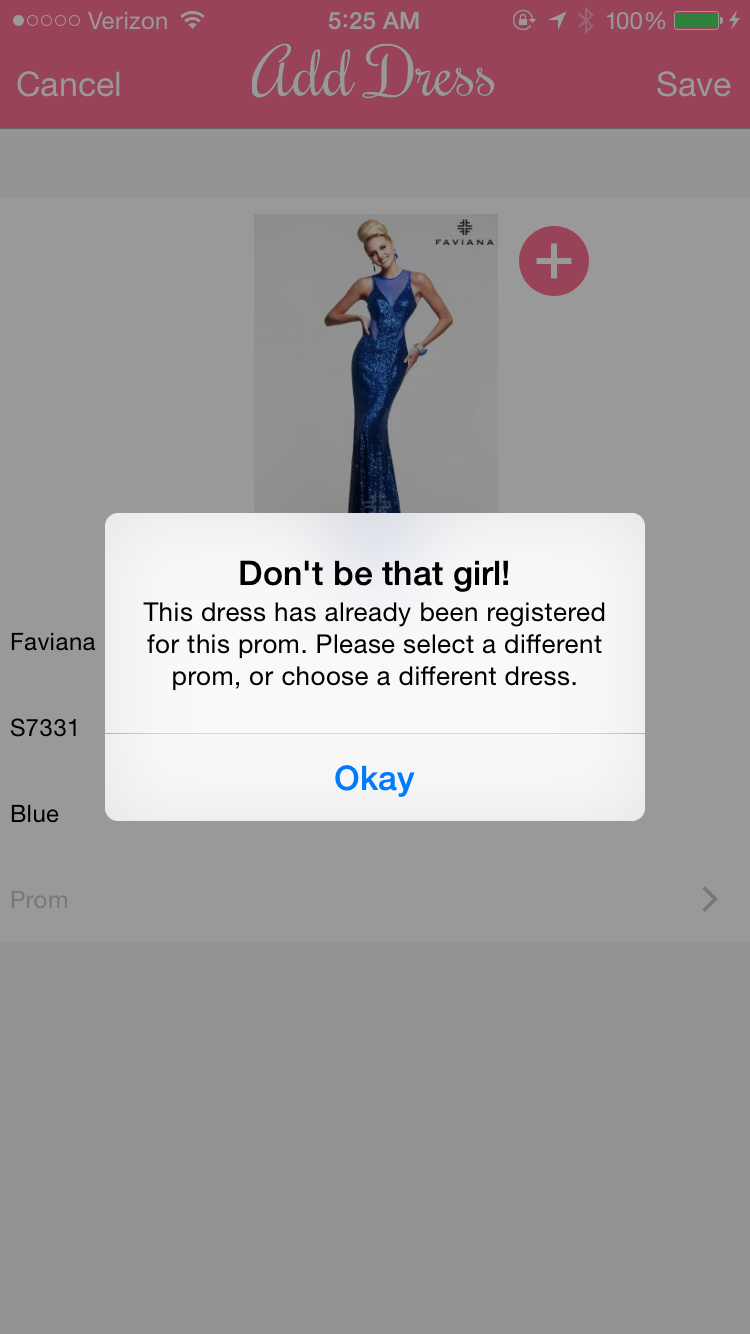 Verizon 5:25 AM 100%
Cancel Add Dress Save
FAVIANA
Don't be that girl!
This dress has already been registered
for this prom. Please select a different
prom, or choose a different dress.
Okay
Faviana
S7331
Blue
Prom